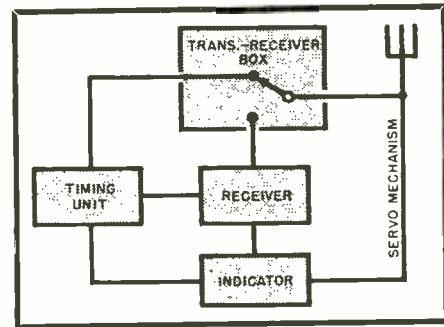 TRANS.-RECEIVER
BOX
TIMING
UNIT
RECEIVER
INDICATOR
SERVO MECHANISM